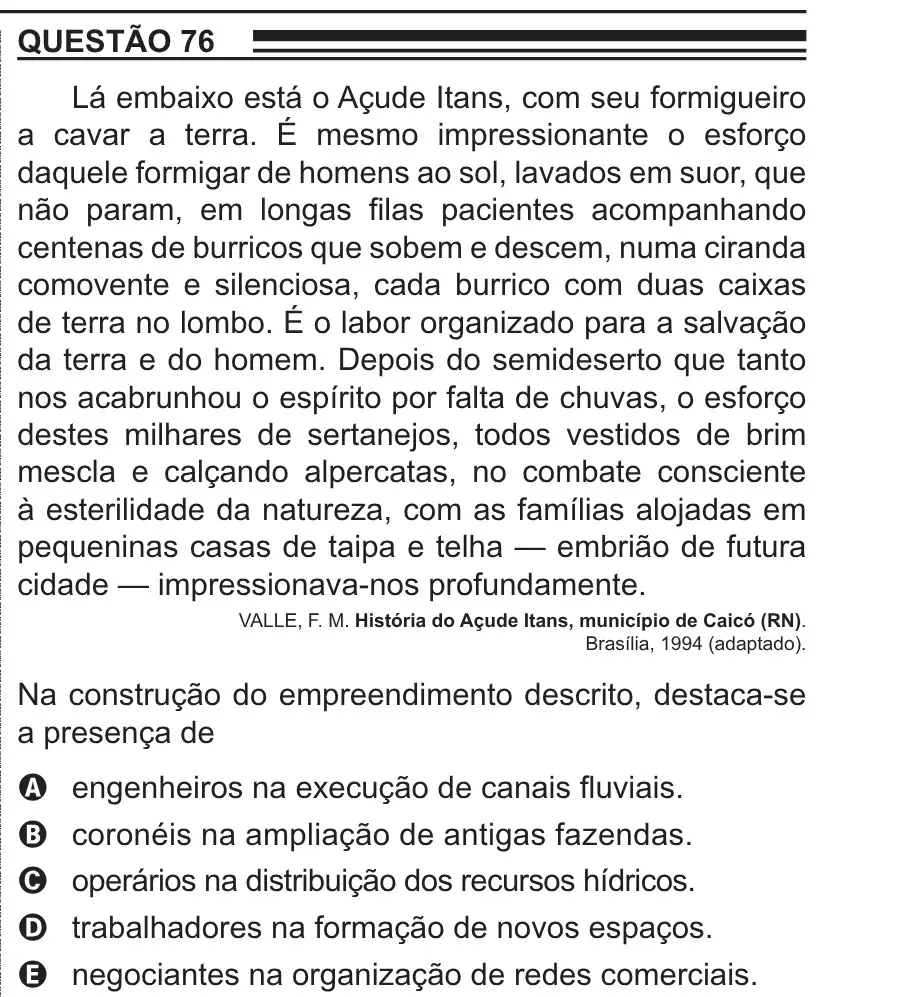 QUESTÃO 76
Lá embaixo está o Açude Itans, com seu formigueiro
a cavar a terra. É mesmo impressionante o esforço
daquele formigar de homens ao sol, lavados em suor, que
não param, em longas filas pacientes acompanhando
centenas de burricos que sobem e descem, numa ciranda
comovente e silenciosa, cada burrico com duas caixas
de terra no lombo. É o labor organizado para a salvação
da terra e do homem. Depois do semideserto que tanto
nos acabrunhou o espírito por falta de chuvas, o esforço
destes milhares de sertanejos, todos vestidos de brim
mescla e calçando alpercatas, no combate consciente
à esterilidade da natureza, com as famílias alojadas em
pequeninas casas de taipa e telha — embrião de futura
cidade — impressionava-nos profundamente.
VALLE, F. M. História do Açude Itans, município de Caicó (RN).
Brasília, 1994 (adaptado).
Na construção do empreendimento descrito, destaca-se
a presença de
A engenheiros na execução de canais fluviais.
B coronéis na ampliação de antigas fazendas.
C operários na distribuição dos recursos hídricos.
D trabalhadores na formação de novos espaços.
E negociantes na organização de redes comerciais.